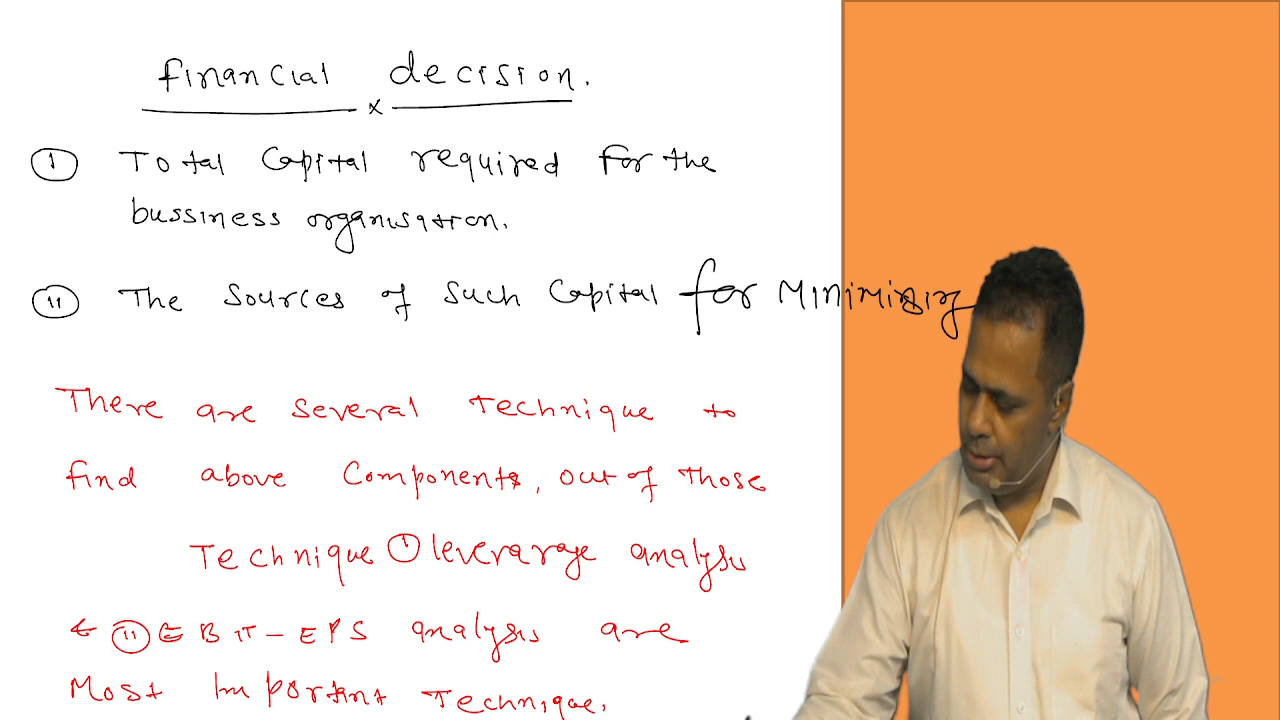 financial decision.
x
① Total Capital required for the
bussiness organisation.
ⅱ The Sources of Such Capital for Minimizing
There are several Technique to
find above Components, out of Those
Technique ① leverarage analysis
& ⅱ EBIT-EPS analysis are
Most Important Technique.